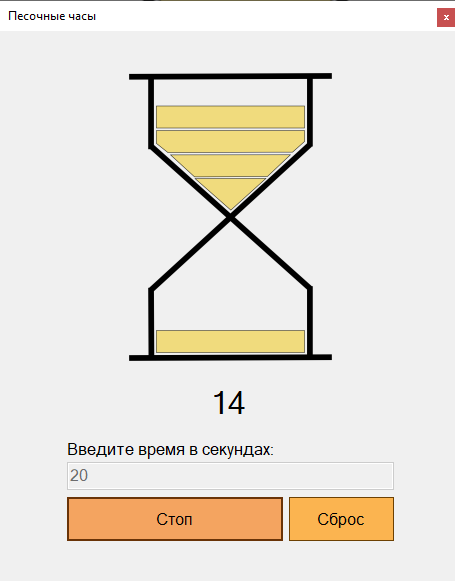 Песочные часы
x
14
Введите время в секундах:
20
Стоп
Сброс